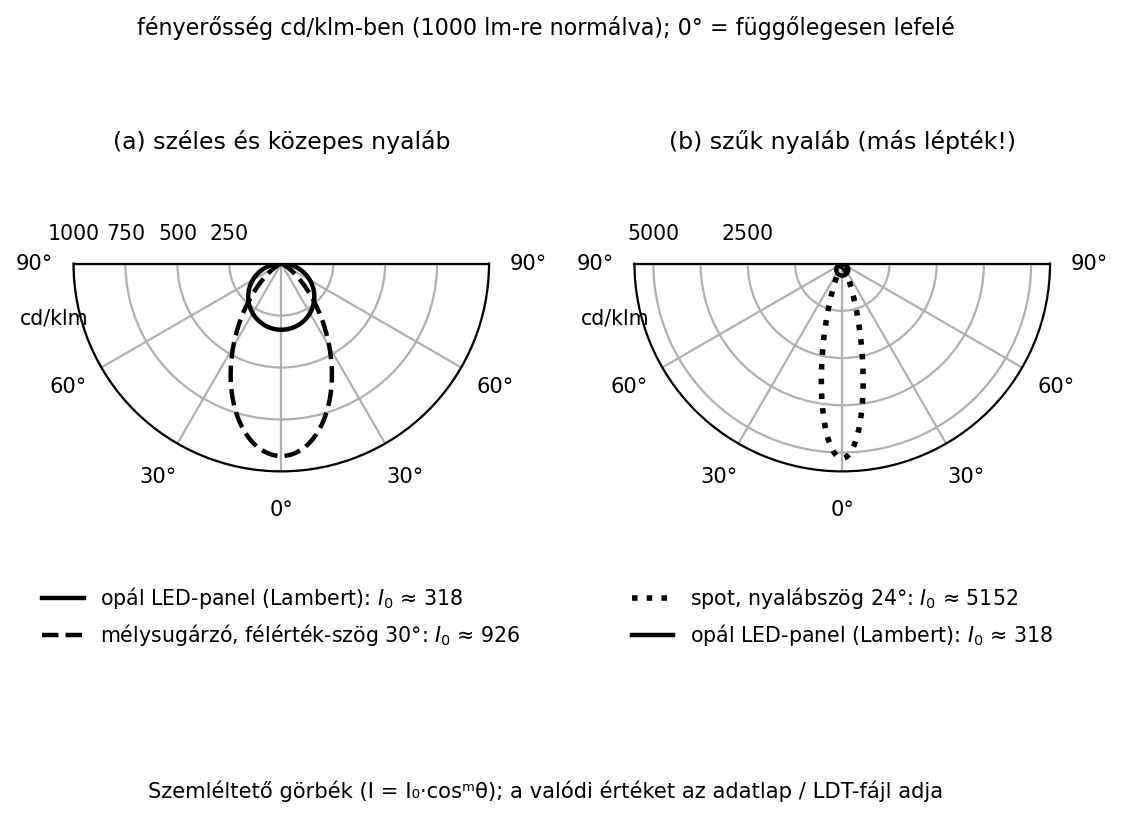 fényerősség cd/klm-ben (1000 lm-re normálva); 0° = függőlegesen lefelé
(a) széles és közepes nyaláb
1000 750 500 250
90° 90°
cd/klm
60° 60°
30° 30°
0°
opál LED-panel (Lambert): I₀ ≈ 318
mélysugárzó, félérték-szög 30°: I₀ ≈ 926
(b) szűk nyaláb (más lépték!)
5000 2500
90° 90°
cd/klm
60° 60°
30° 30°
0°
spot, nyalábszög 24°: I₀ ≈ 5152
opál LED-panel (Lambert): I₀ ≈ 318
Szemléltető görbék (I = I₀·cosᵐθ); a valódi értéket az adatlap / LDT-fájl adja